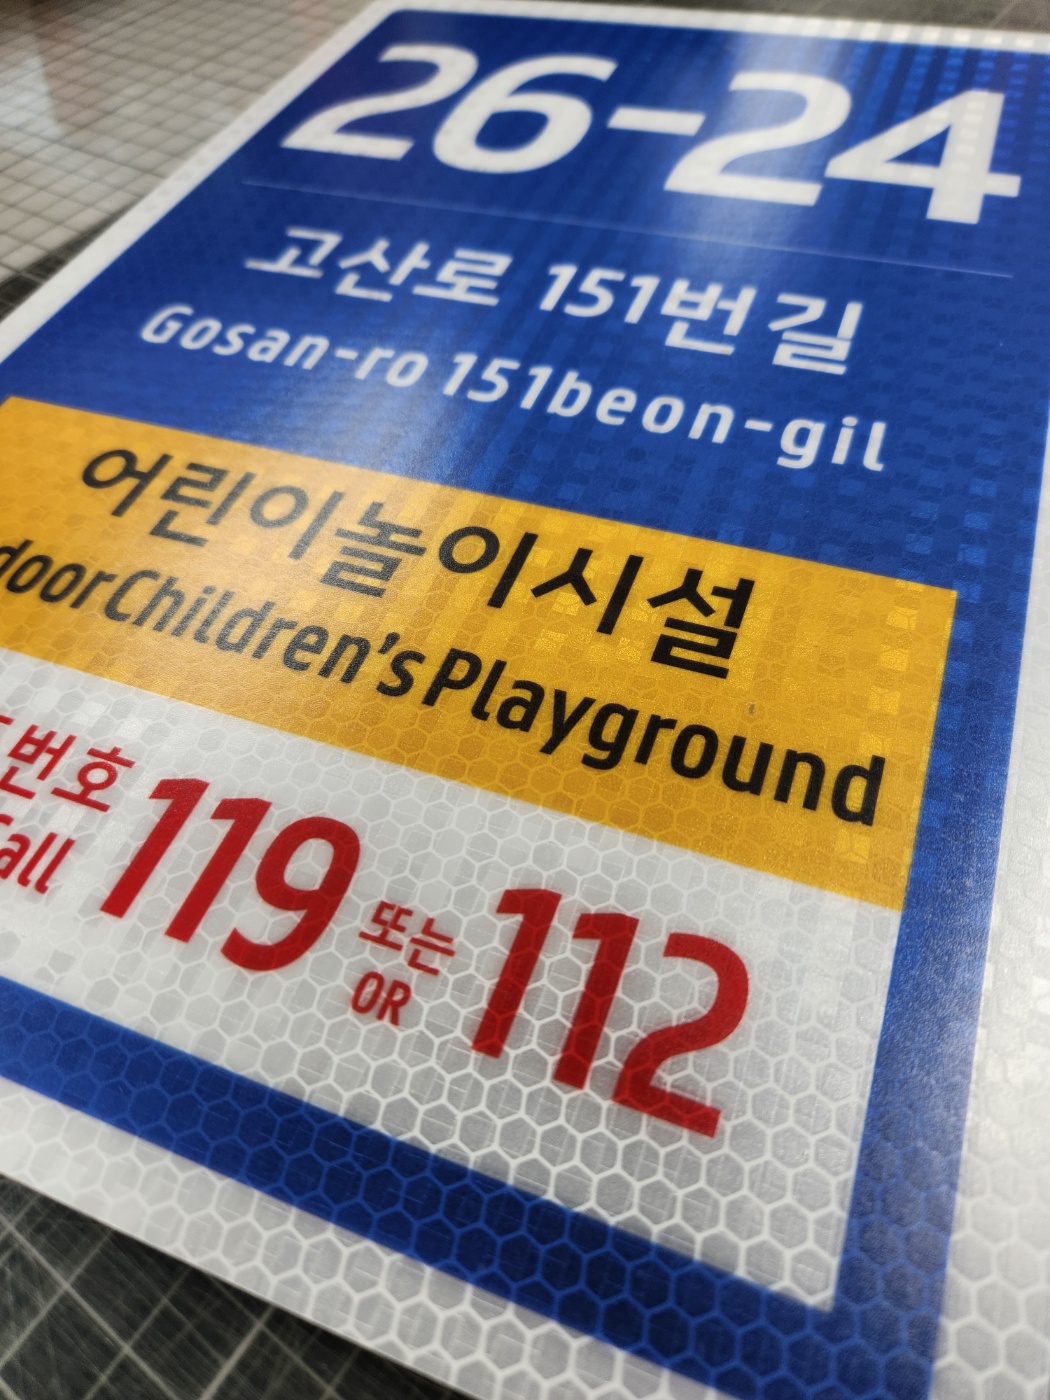 26-24
고산로 151번길
Gosan-ro 151beon-gil
어린이놀이시설
Children's Playground
번호
119 또는 112
OR